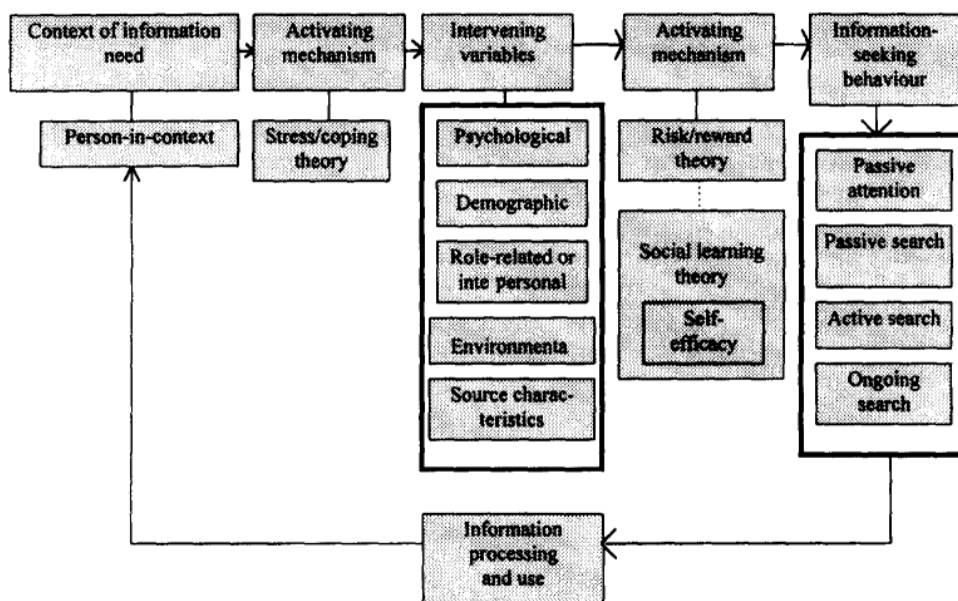 Context of information
need
Activating
mechanism
Intervening
variables
Activating
mechanism
Information-
seeking
behaviour
Person-in-context
Stress/coping
theory
Psychological
Demographic
Role-related or
inte personal
Environmenta
Source charac-
teristics
Risk/reward
theory
Social learning
theory
Self-
efficacy
Passive
attention
Passive search
Active search
Ongoing
search
Information
processing
and use